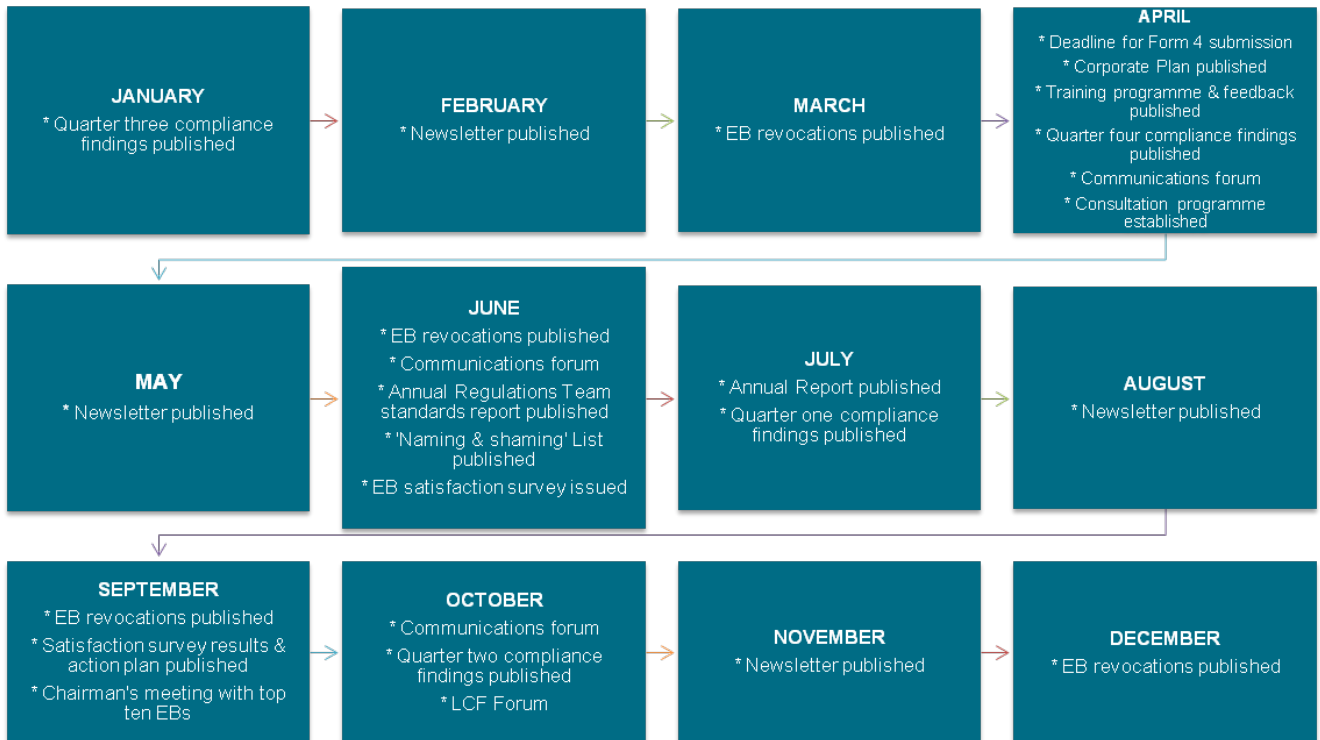 JANUARY
* Quarter three compliance
findings published
FEBRUARY
* Newsletter published
MARCH
* EB revocations published
APRIL
* Deadline for Form 4 submission
* Corporate Plan published
* Training programme & feedback
published
* Quarter four compliance findings
published
* Communications forum
* Consultation programme
established
MAY
* Newsletter published
JUNE
* EB revocations published
* Communications forum
* Annual Regulations Team
standards report published
* 'Naming & shaming' List
published
* EB satisfaction survey issued
JULY
* Annual Report published
* Quarter one compliance
findings published
AUGUST
* Newsletter published
SEPTEMBER
* EB revocations published
* Satisfaction survey results &
action plan published
* Chairman's meeting with top
ten EBs
OCTOBER
* Communications forum
* Quarter two compliance
findings published
* LCF Forum
NOVEMBER
* Newsletter published
DECEMBER
* EB revocations published